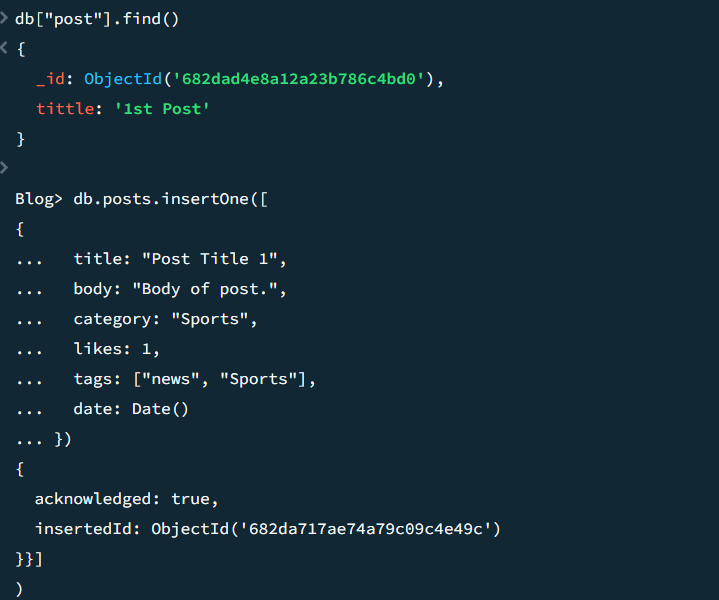 > db["post"].find()
< {
_id: ObjectId('682dad4e8a12a23b786c4bd0'),
tittle: '1st Post'
}
>
Blog> db.posts.insertOne([
{
...   title: "Post Title 1",
...   body: "Body of post.",
...   category: "Sports",
...   likes: 1,
...   tags: ["news", "Sports"],
...   date: Date()
... })
{
acknowledged: true,
insertedId: ObjectId('682da717ae74a79c09c4e49c')
}}]
)